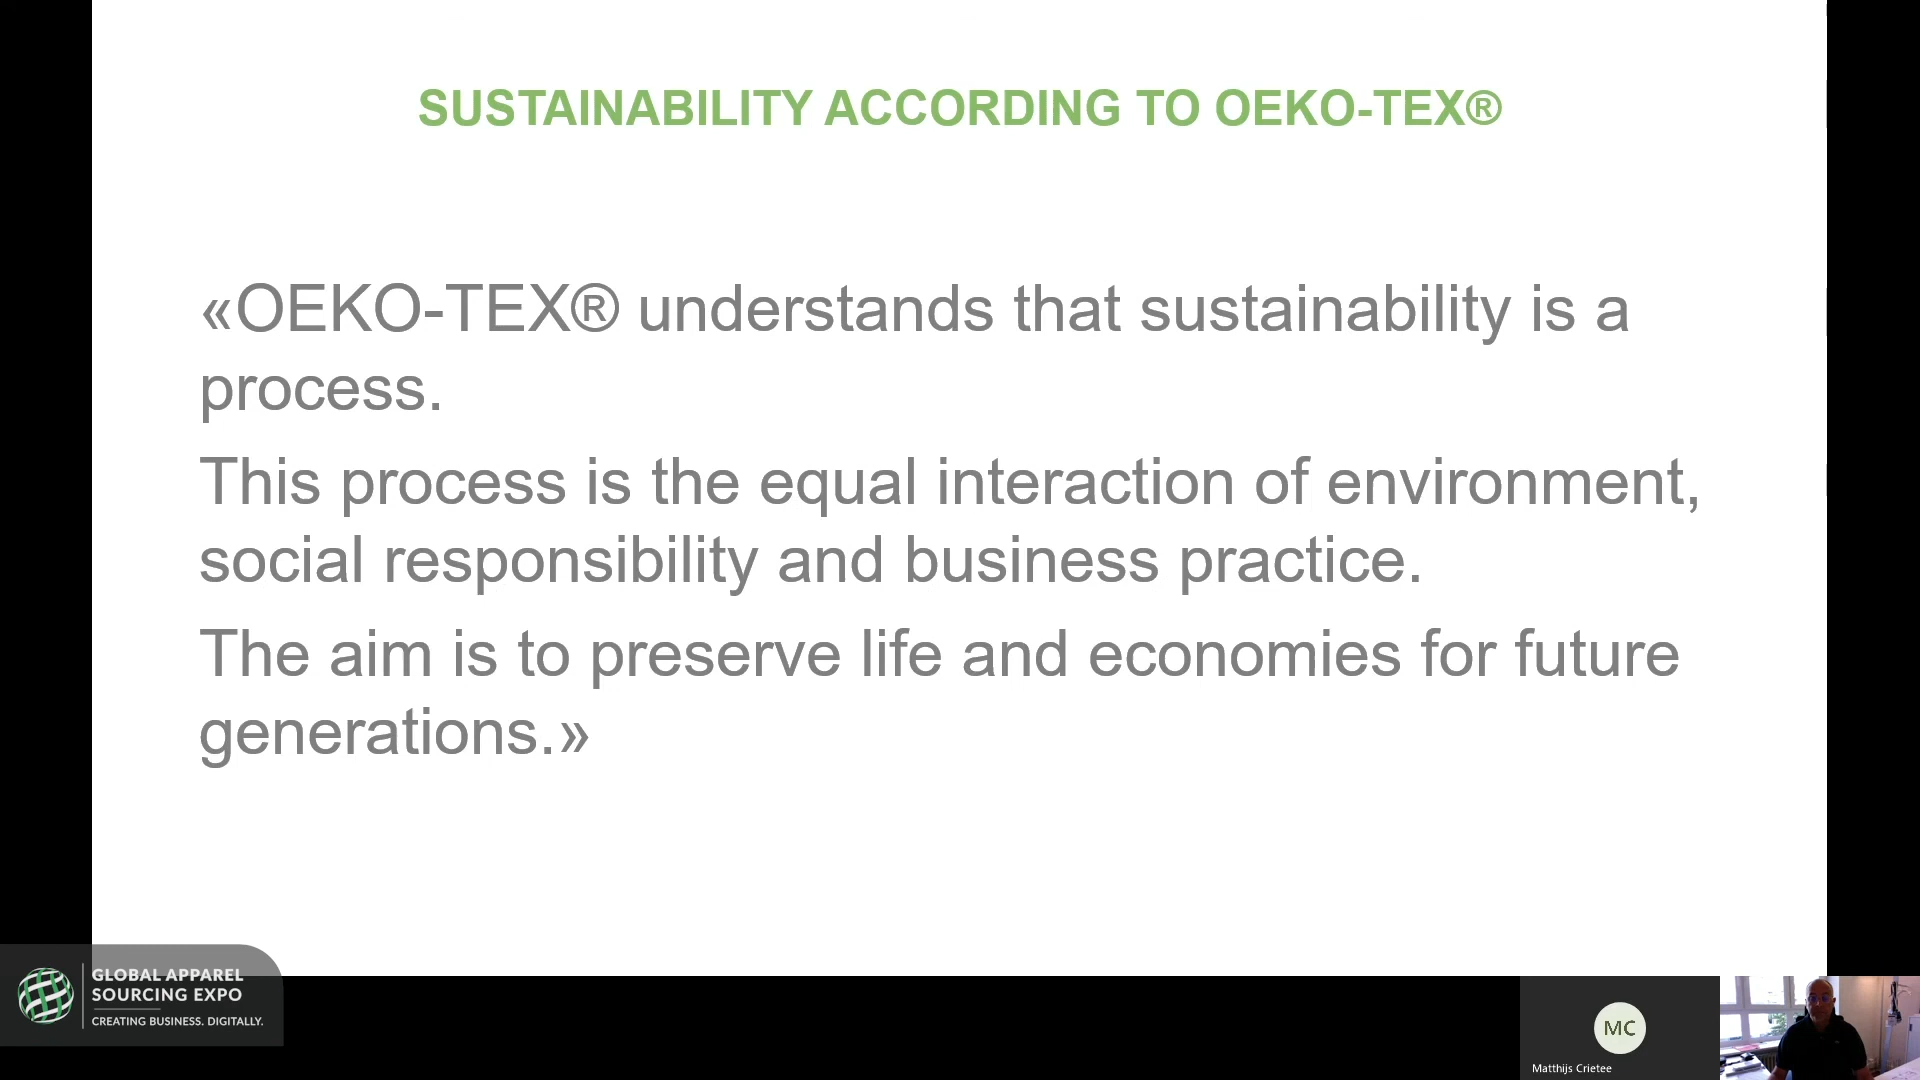 SUSTAINABILITY ACCORDING TO OEKO-TEX®
«OEKO-TEX® understands that sustainability is a
process.
This process is the equal interaction of environment,
social responsibility and business practice.
The aim is to preserve life and economies for future
generations.»
GLOBAL APPAREL
SOURCING EXPO
CREATING BUSINESS. DIGITALLY.
MC
Matthijs Crietee